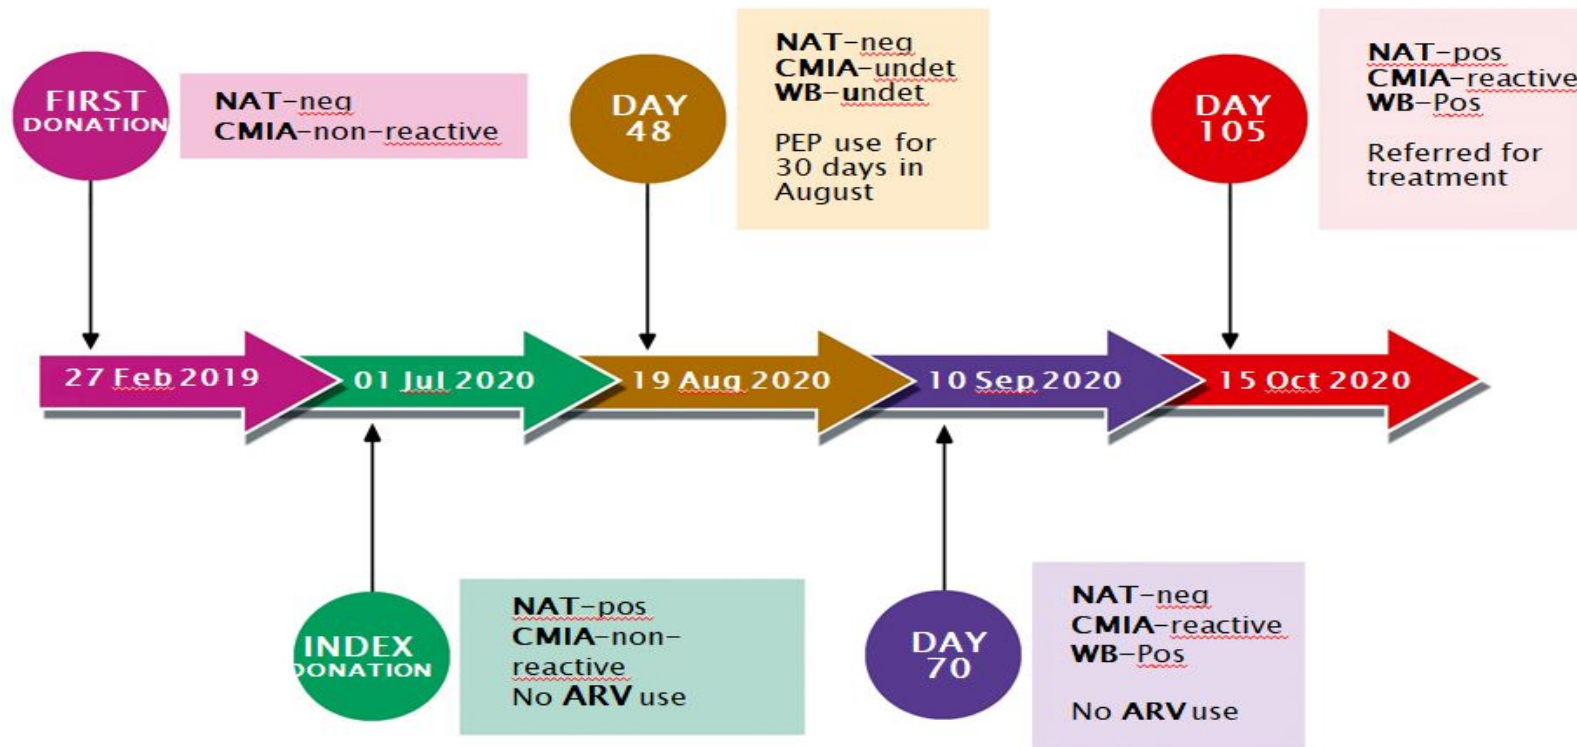 FIRST
DONATION
NAT-neg
CMIA-non-reactive
DAY
48
NAT-neg
CMIA-undet
WB-undet
PEP use for
30 days in
August
DAY
105
NAT-pos
CMIA-reactive
WB-Pos
Referred for
treatment
27 Feb 2019
01 Jul 2020
19 Aug 2020
10 Sep 2020
15 Oct 2020
INDEX
DONATION
NAT-pos
CMIA-non-
reactive
No ARV use
DAY
70
NAT-neg
CMIA-reactive
WB-Pos
No ARV use